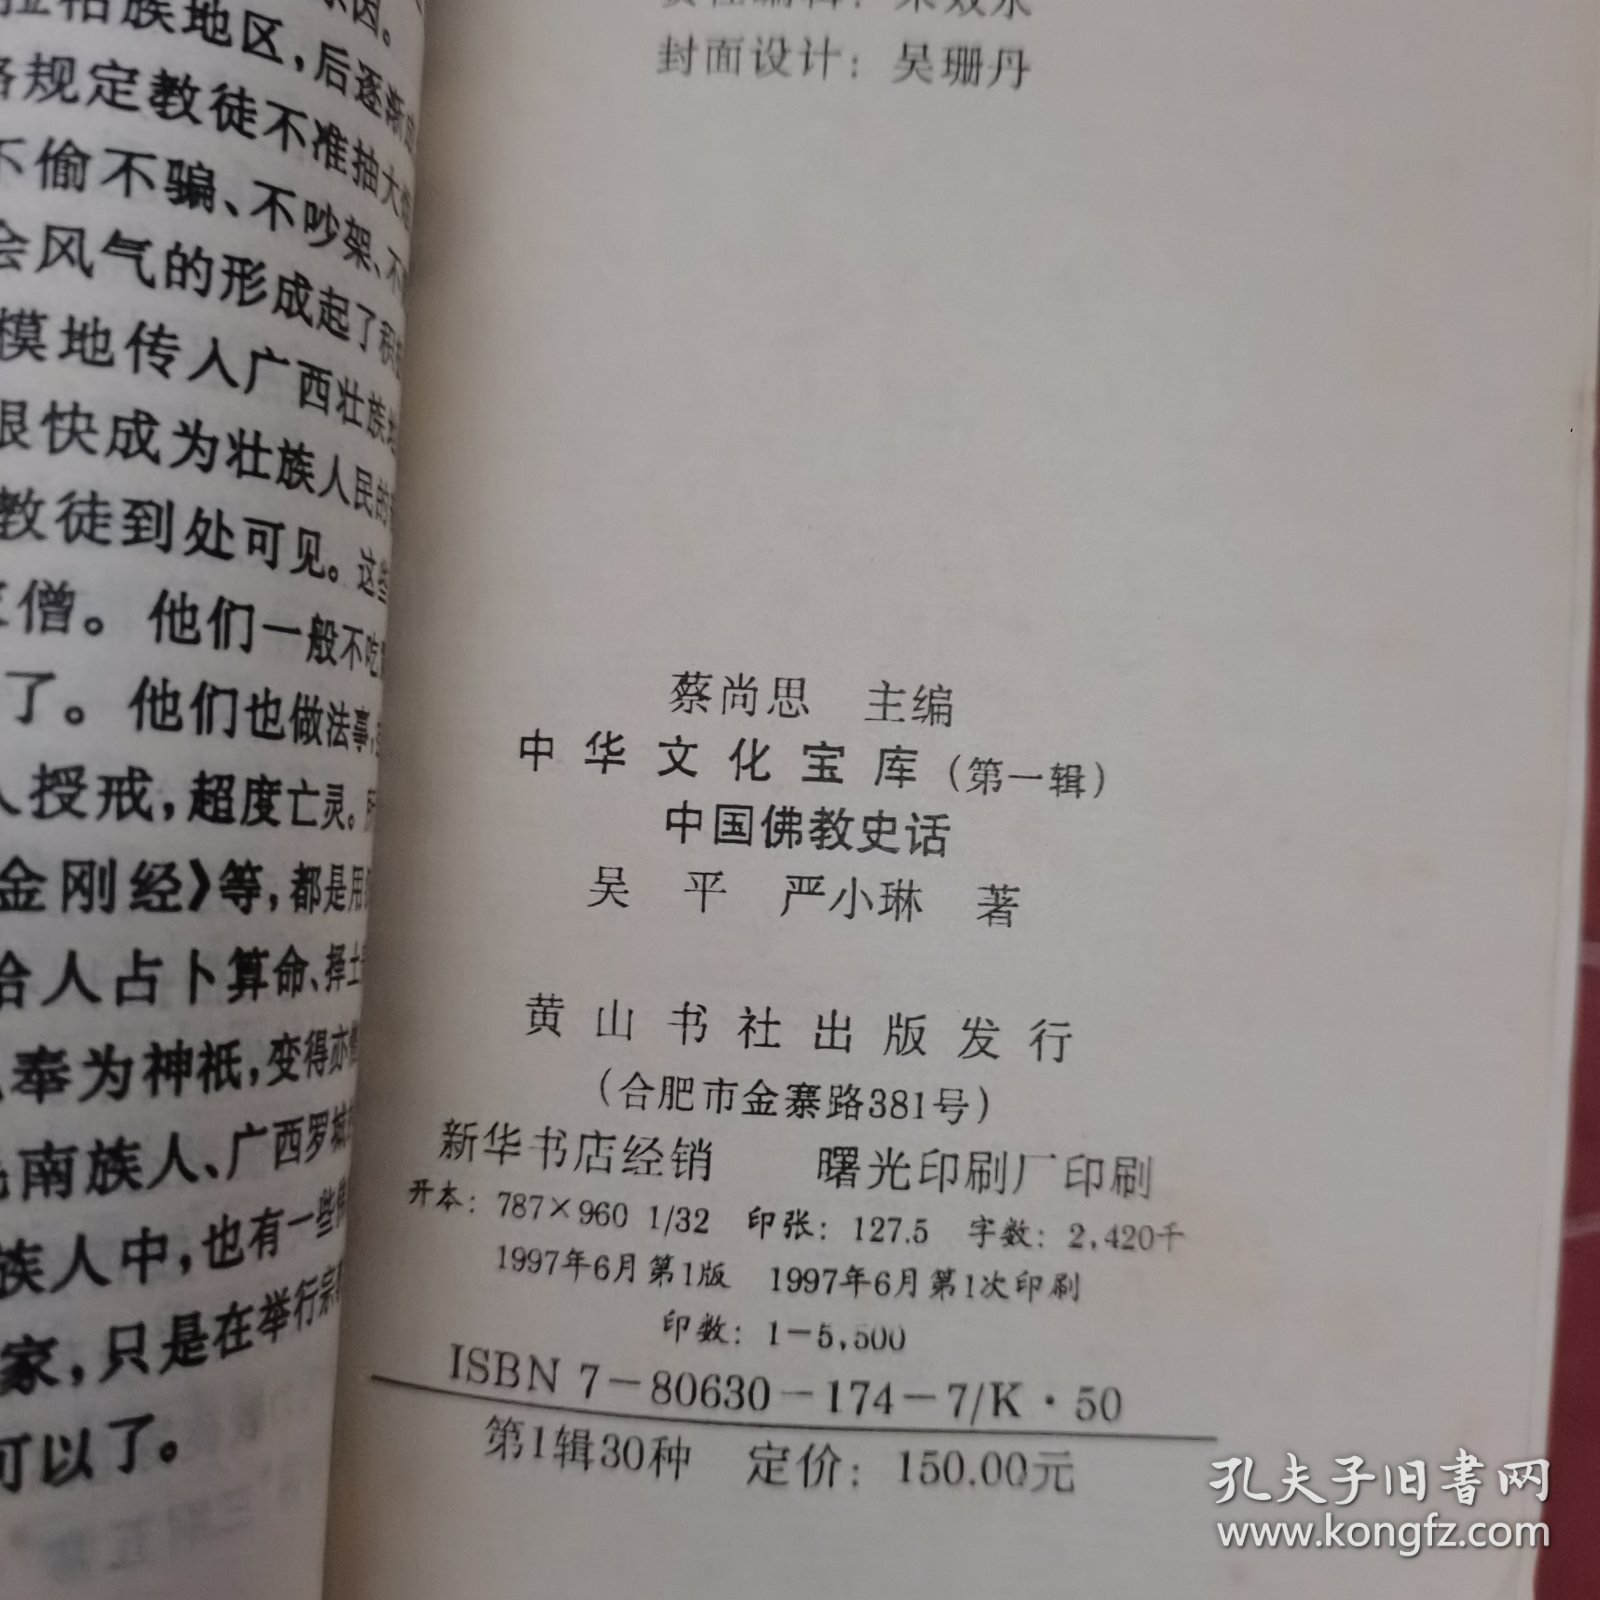 拉祜族地区，后逐渐
规定教徒不准抽大
不偷不骗、不吵架、不
会风气的形成起了积
模地传入广西壮族
很快成为壮族人民的
教徒到处可见。这些
僧。他们一般不吃
了。他们也做法事，
人授戒，超度亡灵。所
金刚经》等，都是用
给人占卜算命、择土
奉为神祇，变得亦
南族人、广西罗城
族人中，也有一些
家，只是在举行宗
可以了。
封面设计：吴珊丹
蔡尚思 主编
中华文化宝库（第一辑）
中国佛教史话
吴平 严小琳 著
黄山书社出版发行
（合肥市金寨路381号）
新华书店经销 曙光印刷厂印刷
开本：787×960 1/32 印张：127.5 字数：2,420千
1997年6月第1版 1997年6月第1次印刷
印数：1－5,500
ISBN 7－80630－174－7/K·50
第1辑30种 定价：150.00元
孔夫子旧书网
www.kongfz.com